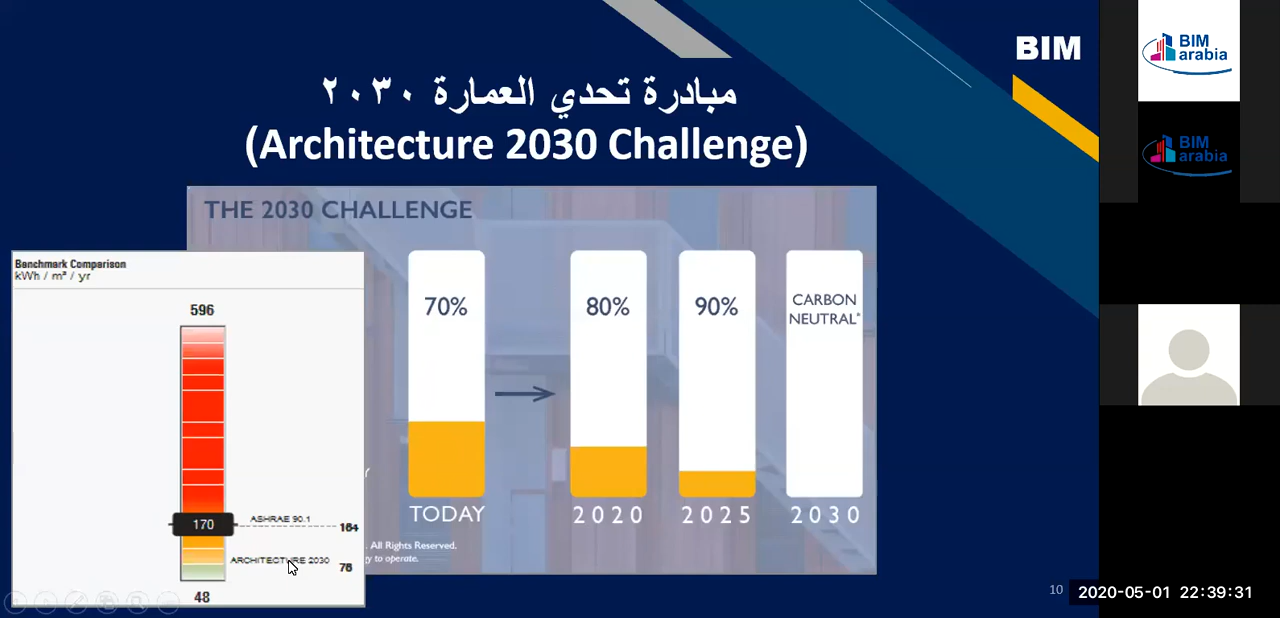 BIM
مبادرة تحدي العمارة ٢٠٣٠
(Architecture 2030 Challenge)
THE 2030 CHALLENGE
70%
80%
90%
CARBON
NEUTRAL*
TODAY
2020
2025
2030
. All Rights Reserved.
gy to operate.
Benchmark Comparison
kWh / m² / yr
596
170
ASHRAE 90.1
164
ARCHITECTURE 2030
48
10
2020-05-01 22:39:31
BIM
arabia
BIM
arabia